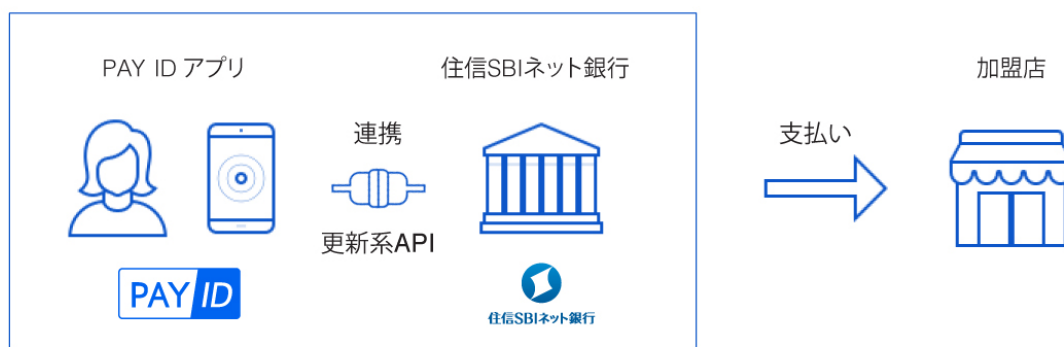 PAY ID アプリ
住信SBIネット銀行
加盟店
連携
支払い
更新系API
PAY ID
住信SBIネット銀行